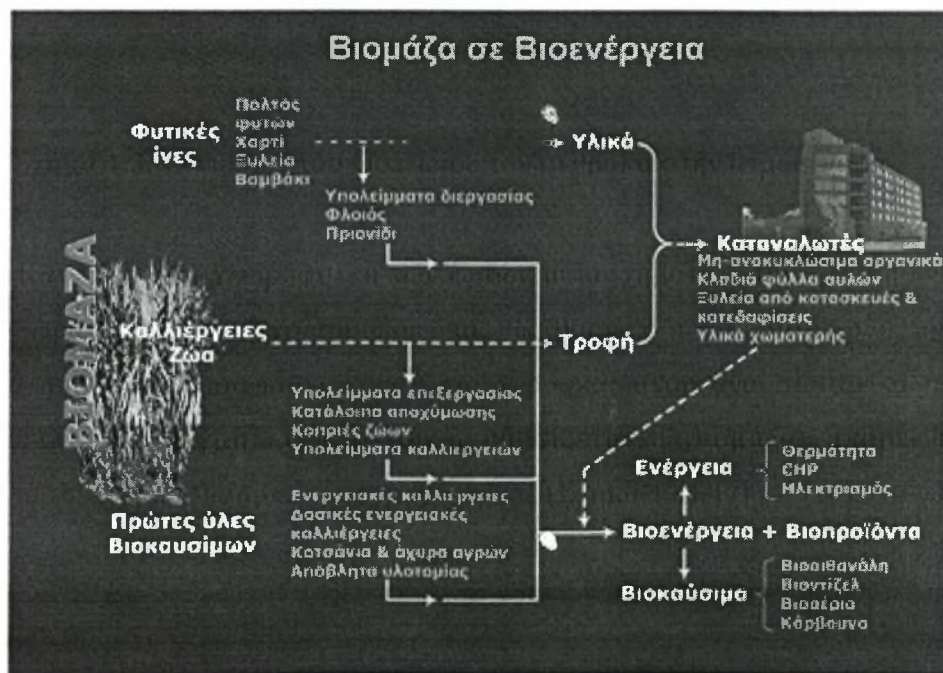 Βιομάζα σε Βιοενέργεια
Φυτικές
ίνες
Πολτός
φυτών
Χαρτί
Ξυλεία
Βαμβάκι
Υλικά
Υπολείμματα διεργασίας
Φλοιός
Πριονίδι
Καταναλωτές
Μη-ανακυκλώσιμα οργανικά
Κλαδιά φύλλα αυλών
Ξυλεία από κατασκευές &
κατεδαφίσεις
Υλικά χωματερής
ΒΙΟΜΑΖΑ
Καλλιέργειες
Ζώα
Τροφή
Υπολείμματα επεξεργασίας
Κατάλοιπα αποχύμωσης
Κοπριές ζώων
Υπολείμματα καλλιεργειών
Πρώτες ύλες
Βιοκαυσίμων
Ενεργειακές καλλιέργειες
Δασικές ενεργειακές
καλλιέργειες
Κοτσάνια & άχυρα αγρών
Απόβλητα υλοτομίας
Ενέργεια
Θερμότητα
CHP
Ηλεκτρισμός
Βιοενέργεια + Βιοπροϊόντα
Βιοκαύσιμα
Βιοαιθανόλη
Βιοντίζελ
Βιοαέριο
Κάρβουνο